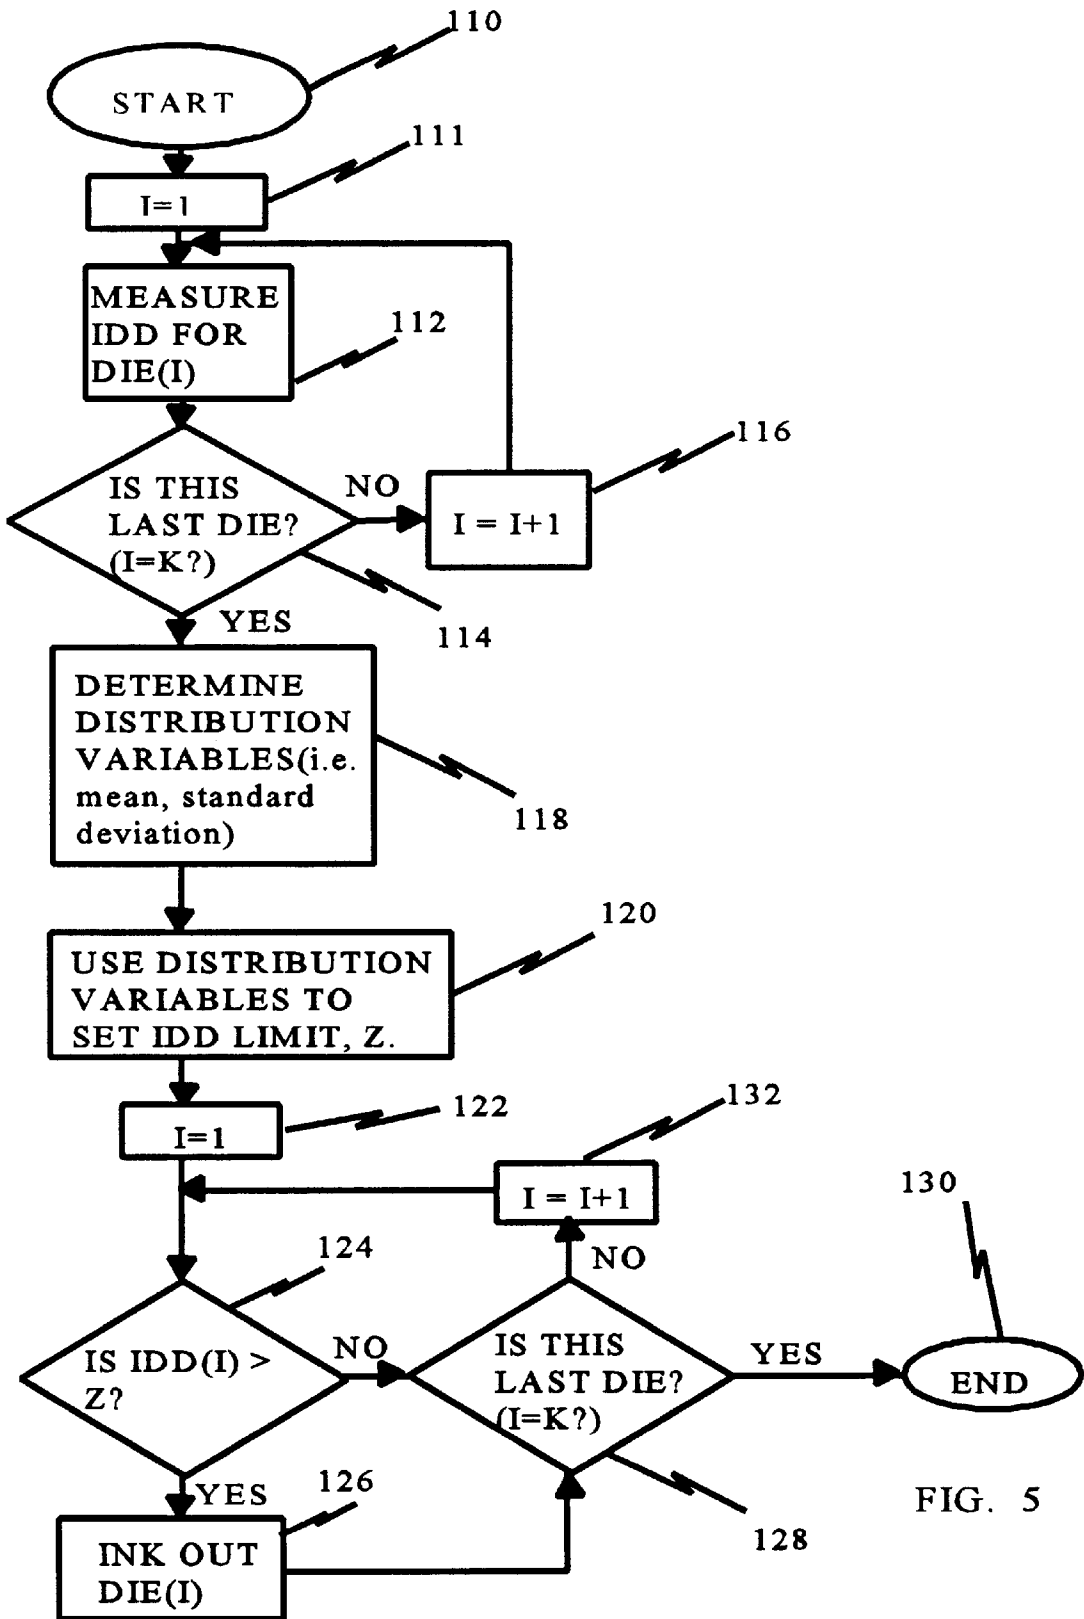 110
START
111
I=1
MEASURE
IDD FOR
DIE(I)
112
116
IS THIS
LAST DIE?
(I=K?)
NO
I = I+1
114
YES
DETERMINE
DISTRIBUTION
VARIABLES(i.e.
mean, standard
deviation)
118
120
USE DISTRIBUTION
VARIABLES TO
SET IDD LIMIT, Z.
122
I=1
132
I = I+1
130
124
NO
IS IDD(I) >
Z?
NO
IS THIS
LAST DIE?
(I=K?)
YES
END
YES
126
128
FIG. 5
INK OUT
DIE(I)